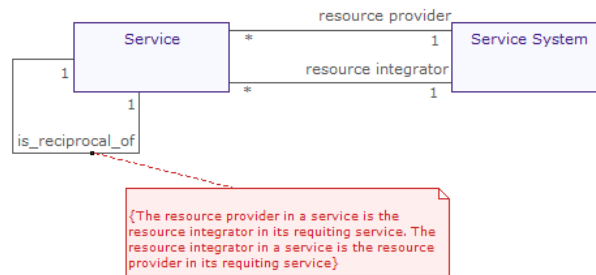 resource provider
Service
*
1
Service System
resource integrator
*
1
1
1
is_reciprocal_of
{The resource provider in a service is the
resource integrator in its requiting service. The
resource integrator in a service is the resource
provider in its requiting service}